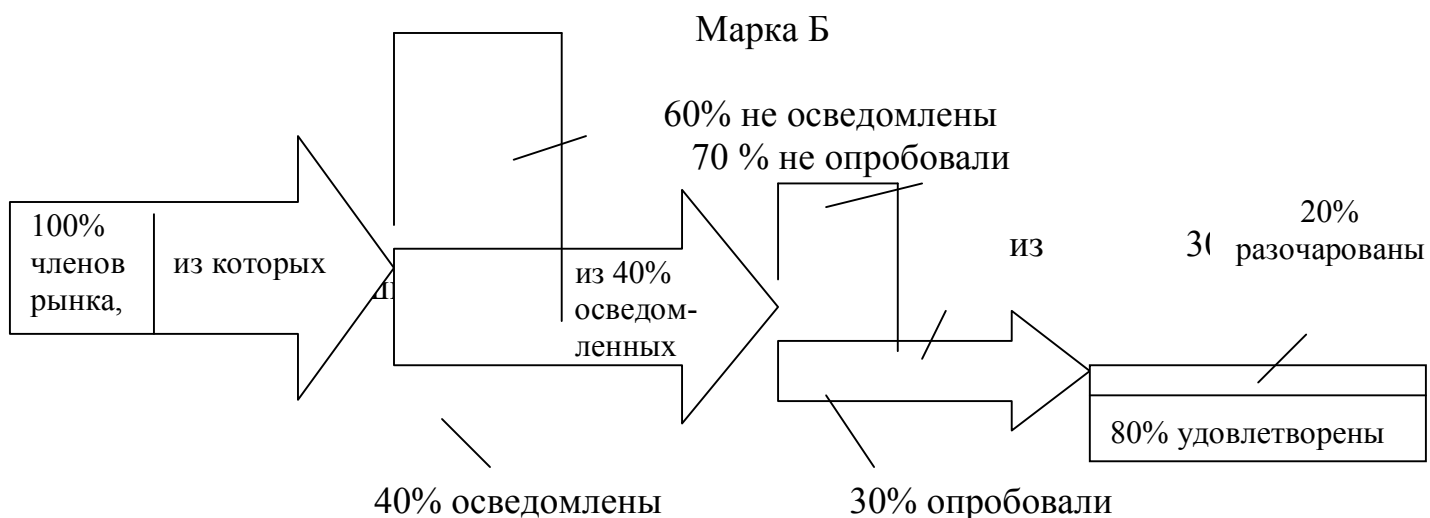 Марка Б
60% не осведомлены
70 % не опробовали
100%
членов
рынка,
из которых
из 40%
осведом-
ленных
из
20%
разочарованы
80% удовлетворены
40% осведомлены
30% опробовали